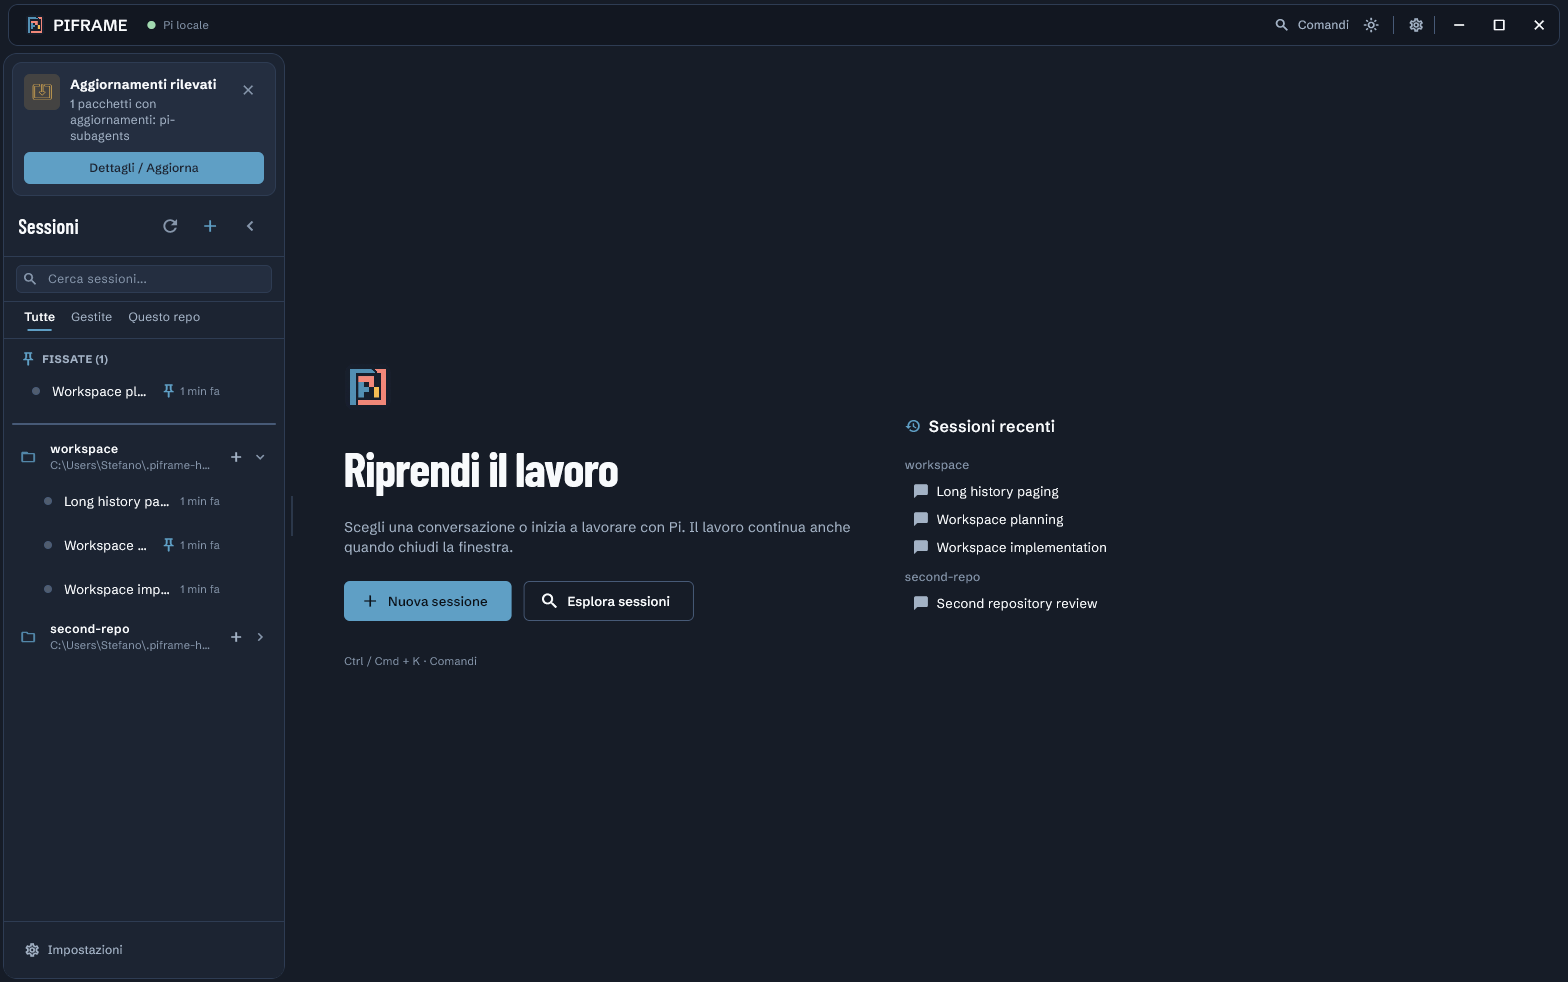 PIFRAME
Pi locale
Comandi
Aggiornamenti rilevati
1 pacchetti con
aggiornamenti: pi-
subagents
Dettagli / Aggiorna
Sessioni
Cerca sessioni...
Tutte
Gestite
Questo repo
FISSATE (1)
Workspace pl...
1 min fa
workspace
C:\Users\Stefano\.piframe-h...
Long history pa...
1 min fa
Workspace ...
1 min fa
Workspace imp...
1 min fa
second-repo
C:\Users\Stefano\.piframe-h...
Impostazioni
Riprendi il lavoro
Scegli una conversazione o inizia a lavorare con Pi. Il lavoro continua anche
quando chiudi la finestra.
Nuova sessione
Esplora sessioni
Ctrl / Cmd + K · Comandi
Sessioni recenti
workspace
Long history paging
Workspace planning
Workspace implementation
second-repo
Second repository review